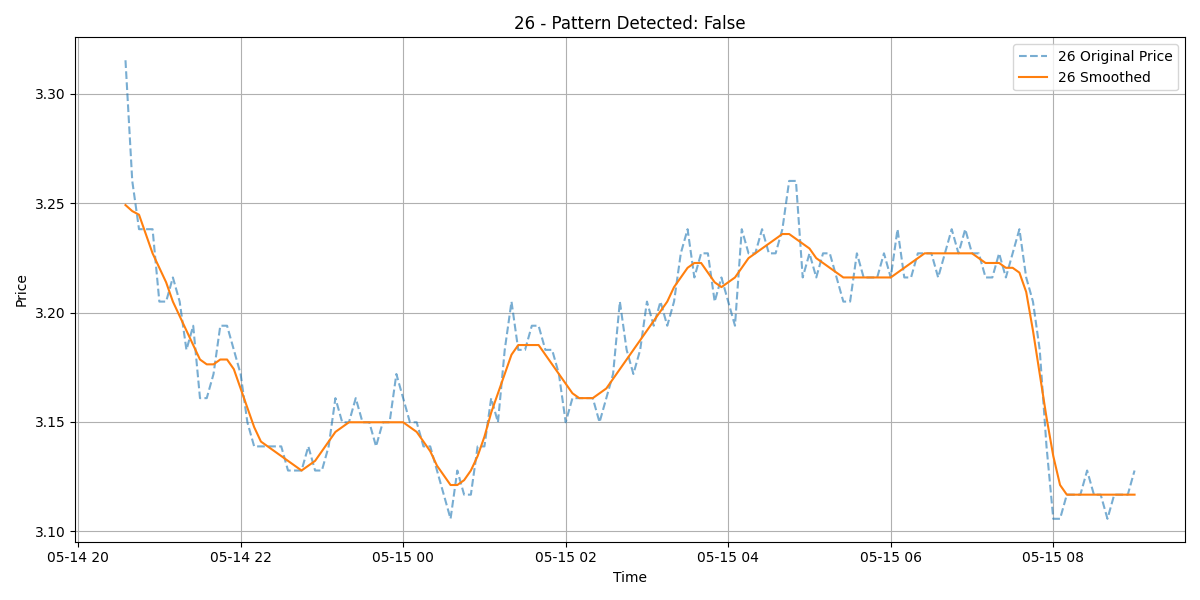 26 - Pattern Detected: False
26 Original Price
26 Smoothed
Price
3.30
3.25
3.20
3.15
3.10
05-14 20
05-14 22
05-15 00
05-15 02
05-15 04
05-15 06
05-15 08
Time